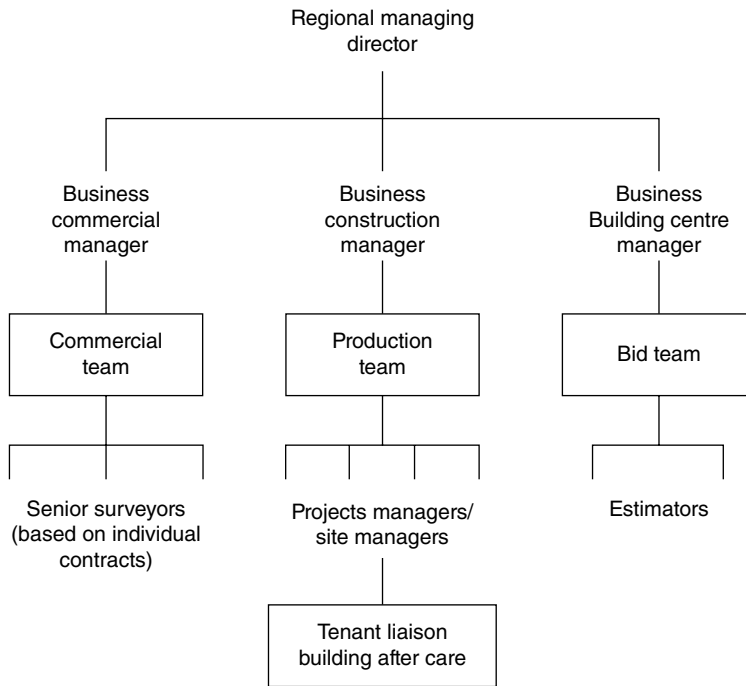 Regional managing
director
Business
commercial
manager
Business
construction
manager
Business
Building centre
manager
Commercial
team
Production
team
Bid team
Senior surveyors
(based on individual
contracts)
Projects managers/
site managers
Estimators
Tenant liaison
building after care